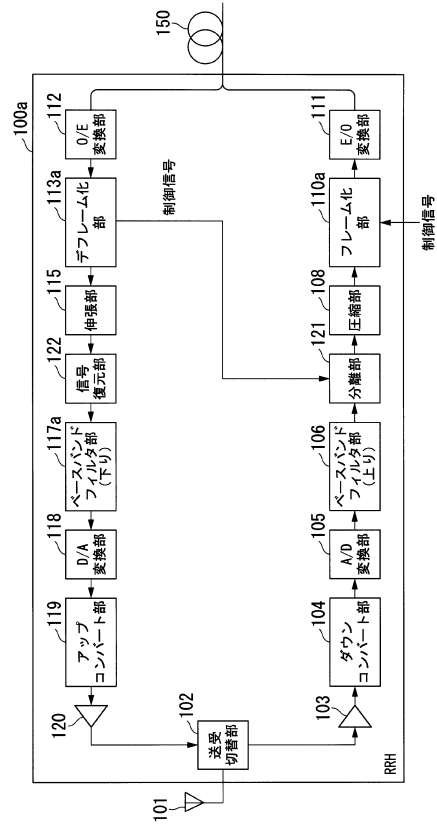 100a
150
112
O/E
変換部
113a
デフレーム化
部
115
伸張部
122
信号
復元部
117a
ベースバンド
フィルタ部
(下り)
118
D/A
変換部
119
アップ
コンバート部
120
制御信号
101
102
送受
切替部
103
104
ダウン
コンバート部
105
A/D
変換部
106
ベースバンド
フィルタ部
(上り)
121
分離部
108
圧縮部
110a
フレーム化
部
111
E/O
変換部
制御信号
RRH